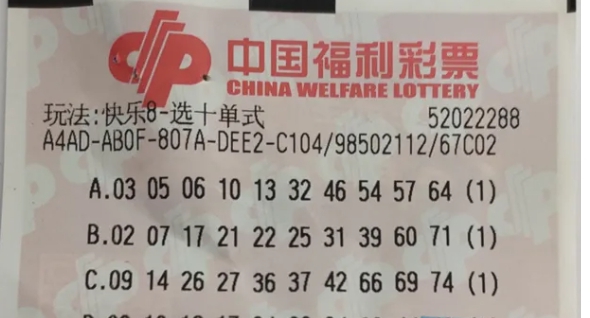 中国福利彩票
CHINA WELFARE LOTTERY
玩法:快乐8-选十单式 52022288
A4AD-AB0F-807A-DEE2-C104/98502112/67C02
A.03 05 06 10 13 32 46 54 57 64 (1)
B.02 07 17 21 22 25 31 39 60 71 (1)
C.09 14 26 27 36 37 42 66 69 74 (1)